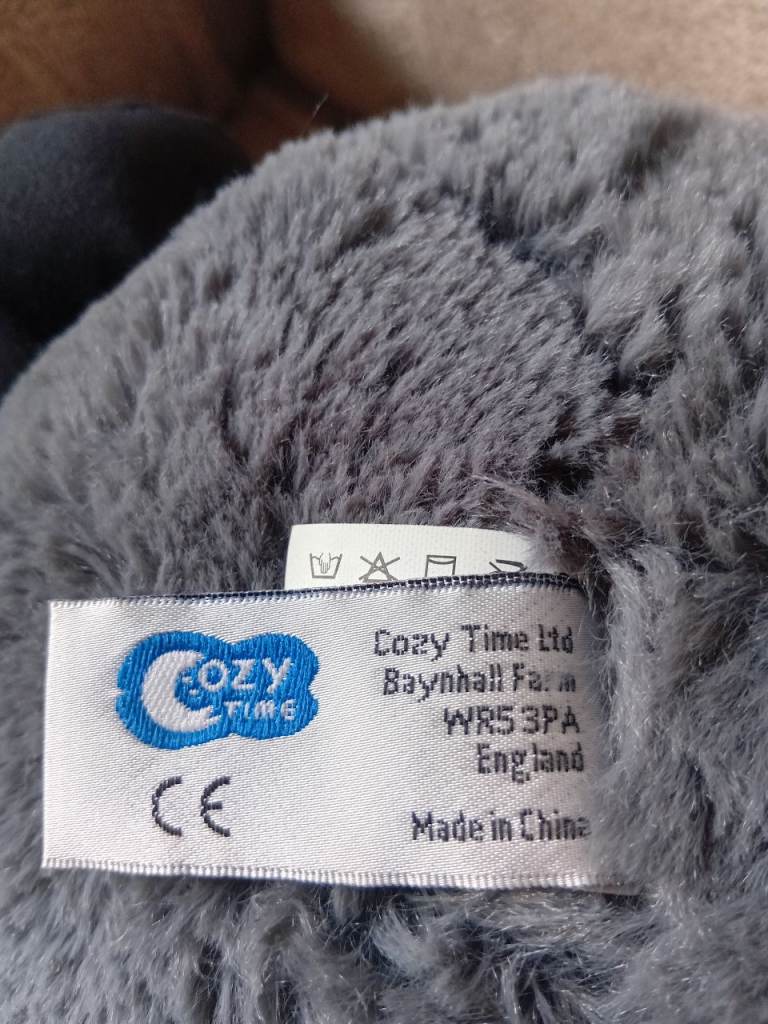 COZY
TIME
CE
Cozy Time Ltd
Baynhall Farm
WR5 3PA
England
Made in China